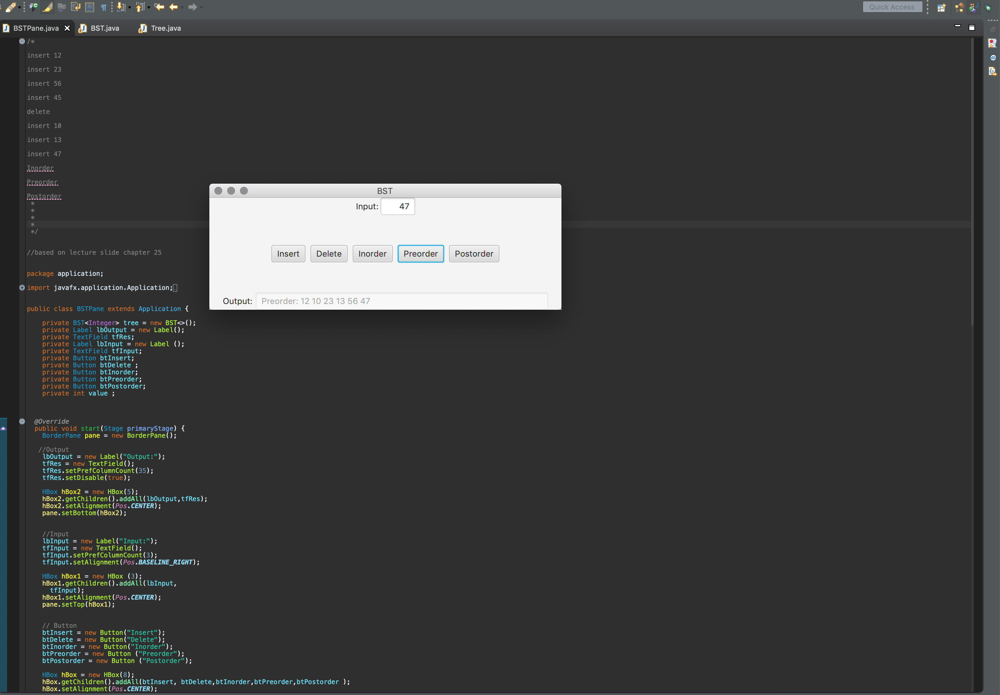 Quick Access
BSTPane.java
BST.java
Tree.java
/*
insert 12
insert 23
insert 56
insert 45
delete
insert 10
insert 13
insert 47
Inorder
Preorder
Postorder
*
*
*
*
*/
//based on lecture slide chapter 25
package application;
import javafx.application.Application;
public class BSTPane extends Application {
private BST<Integer> tree = new BST<>();
private Label lbOutput = new Label();
private TextField tfRes;
private Label lbInput = new Label ();
private TextField tfInput;
private Button btInsert;
private Button btDelete ;
private Button btInorder;
private Button btPreorder;
private Button btPostorder;
private int value ;
@Override
public void start(Stage primaryStage) {
BorderPane pane = new BorderPane();
//Output
lbOutput = new Label("Output:");
tfRes = new TextField();
tfRes.setPrefColumnCount(35);
tfRes.setDisable(true);
HBox hBox2 = new HBox(5);
hBox2.getChildren().addAll(lbOutput,tfRes);
hBox2.setAlignment(Pos.CENTER);
pane.setBottom(hBox2);
//Input
lbInput = new Label("Input:");
tfInput = new TextField();
tfInput.setPrefColumnCount(3);
tfInput.setAlignment(Pos.BASELINE_RIGHT);
HBox hBox1 = new HBox (3);
hBox1.getChildren().addAll(lbInput,
tfInput);
hBox1.setAlignment(Pos.CENTER);
pane.setTop(hBox1);
// Button
btInsert = new Button("Insert");
btDelete = new Button("Delete");
btInorder = new Button("Inorder");
btPreorder = new Button ("Preorder");
btPostorder = new Button ("Postorder");
HBox hBox = new HBox(8);
hBox.getChildren().addAll(btInsert, btDelete,btInorder,btPreorder,btPostorder );
hBox.setAlignment(Pos.CENTER);
BST
Input: 47
Insert Delete Inorder Preorder Postorder
Output: Preorder: 12 10 23 13 56 47